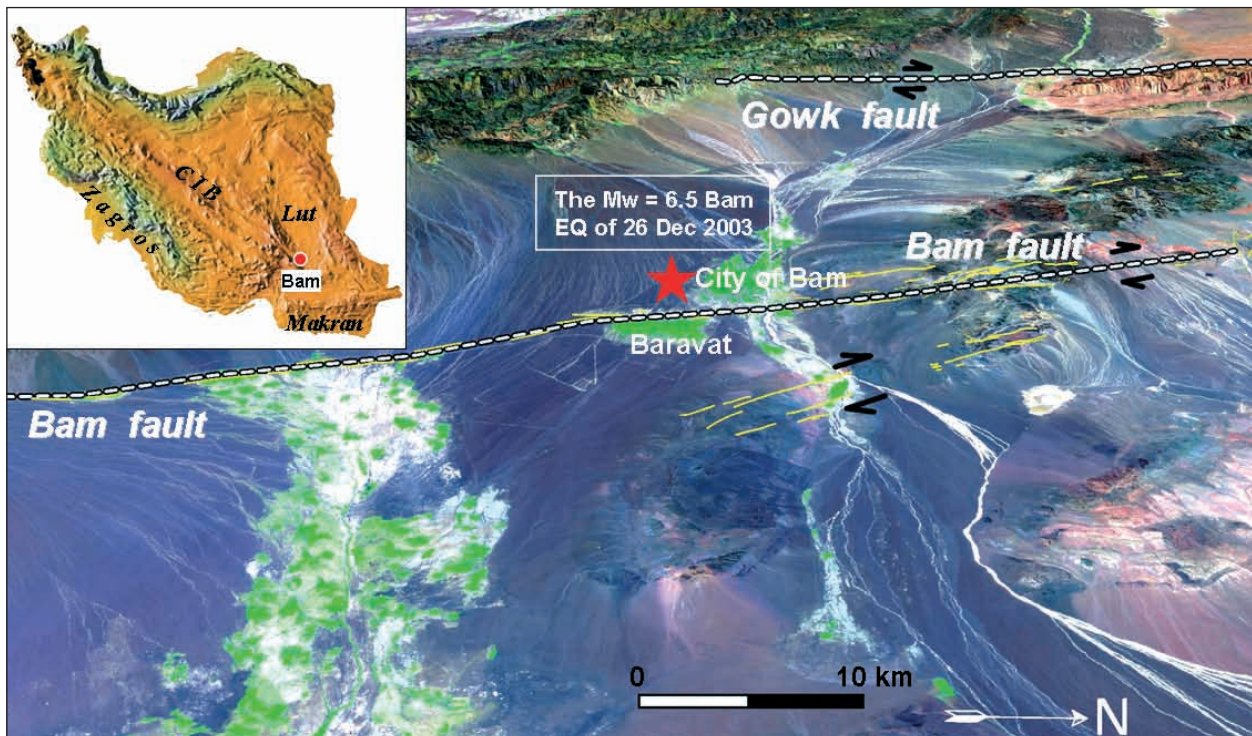 CIB
Zagros
Lut
Bam
Makran
Gowk fault
The Mw = 6.5 Bam
EQ of 26 Dec 2003
Bam fault
City of Bam
Baravat
Bam fault
0 10 km
N